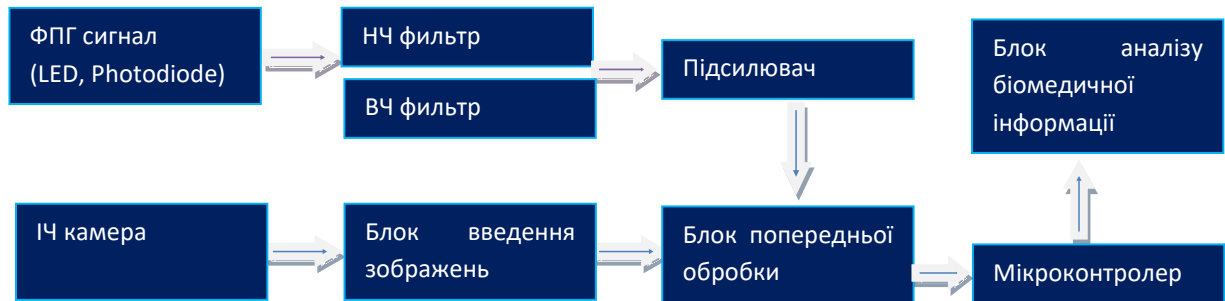 ФПГ сигнал
(LED, Photodiode)
НЧ фильтр
ВЧ фильтр
Підсилювач
Блок аналізу
біомедичної
інформації
ІЧ камера
Блок введення
зображень
Блок попередньої
обробки
Мікроконтролер